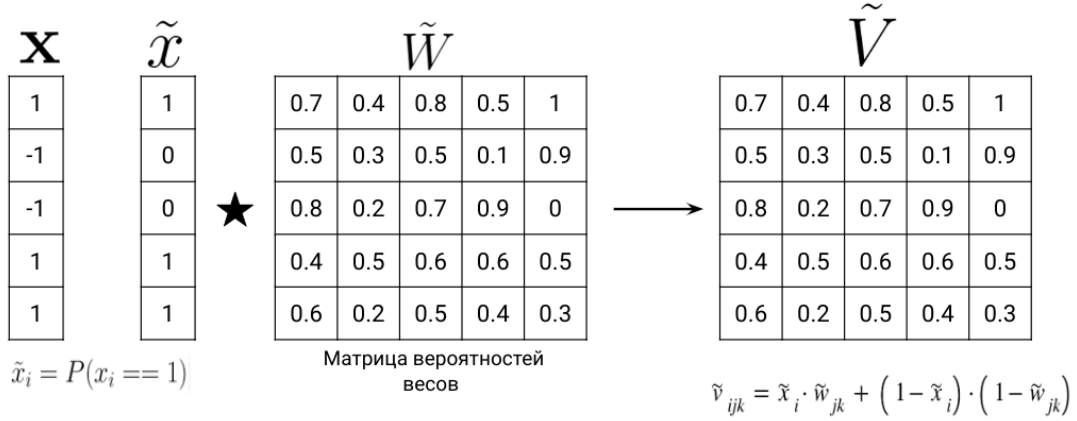 x x̃ W̃ Ṽ
1 1 0.7 0.4 0.8 0.5 1 0.7 0.4 0.8 0.5 1
-1 0 0.5 0.3 0.5 0.1 0.9 0.5 0.3 0.5 0.1 0.9
-1 0 0.8 0.2 0.7 0.9 0 0.8 0.2 0.7 0.9 0
1 1 0.4 0.5 0.6 0.6 0.5 0.4 0.5 0.6 0.6 0.5
1 1 0.6 0.2 0.5 0.4 0.3 0.6 0.2 0.5 0.4 0.3
x̃ᵢ = P(xᵢ == 1)
Матрица вероятностей
весов
ṽ_ijk = x̃_i · w̃_jk + (1 − x̃_i) · (1 − w̃_jk)